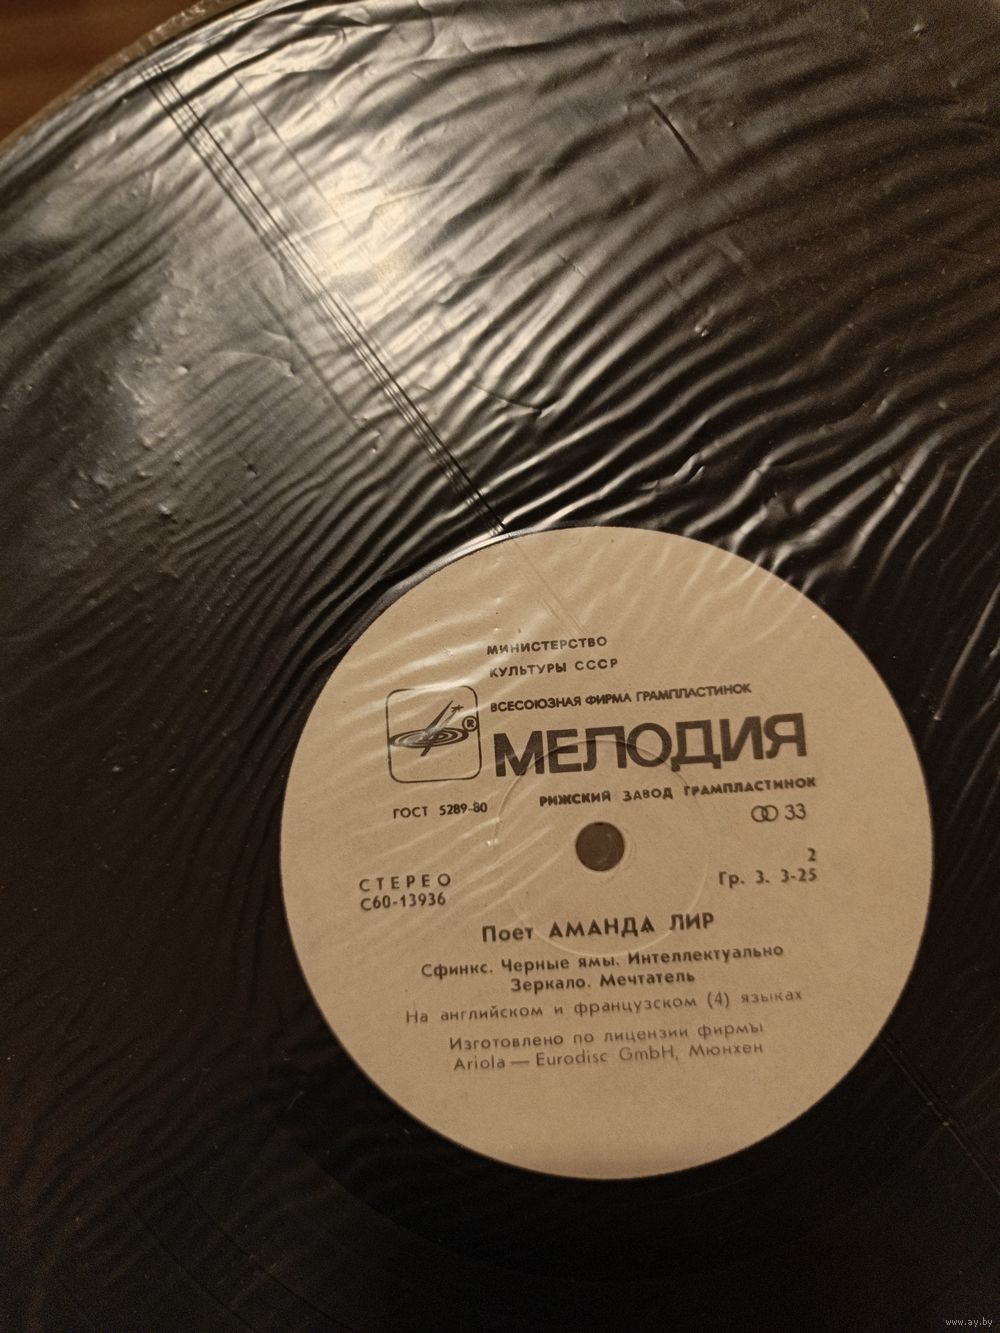 МИНИСТЕРСТВО
КУЛЬТУРЫ СССР
ВСЕСОЮЗНАЯ ФИРМА ГРАМПЛАСТИНОК
®
МЕЛОДИЯ
РИЖСКИЙ ЗАВОД ГРАМПЛАСТИНОК
ГОСТ 5289-80
33
2
СТЕРЕО
Гр. 3. 3-25
С60-13936
Поет АМАНДА ЛИР
Сфинкс. Черные ямы. Интеллектуально
Зеркало. Мечтатель
На английском и французском (4) языках
Изготовлено по лицензии фирмы
Ariola — Eurodisc GmbH, Мюнхен
www.ay.by